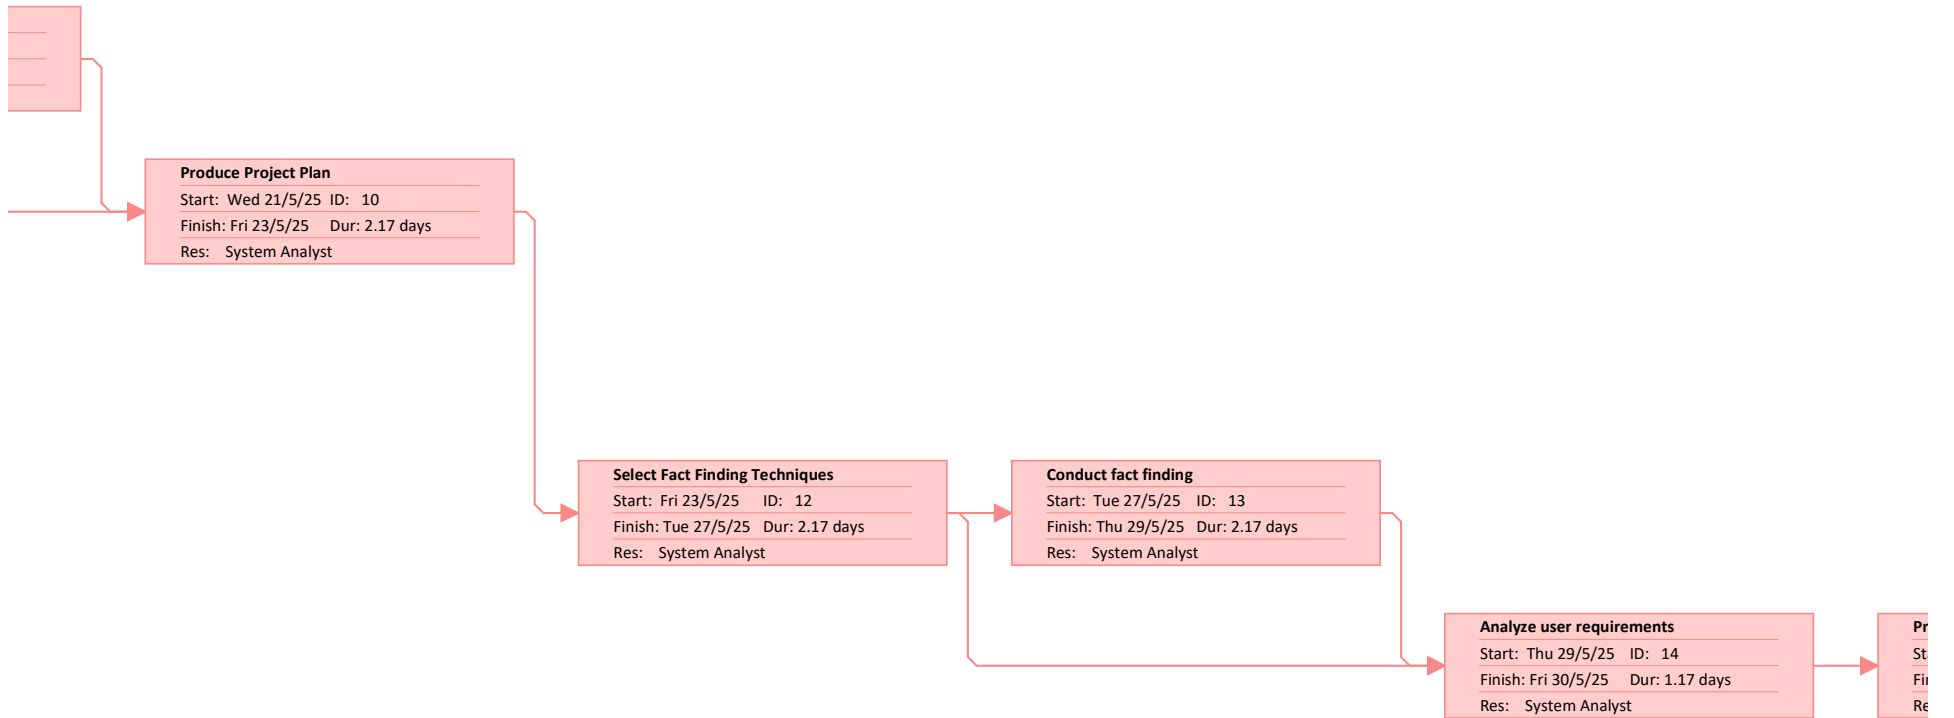 Produce Project Plan
Start: Wed 21/5/25 ID: 10
Finish: Fri 23/5/25 Dur: 2.17 days
Res: System Analyst
Select Fact Finding Techniques
Start: Fri 23/5/25 ID: 12
Finish: Tue 27/5/25 Dur: 2.17 days
Res: System Analyst
Conduct fact finding
Start: Tue 27/5/25 ID: 13
Finish: Thu 29/5/25 Dur: 2.17 days
Res: System Analyst
Analyze user requirements
Start: Thu 29/5/25 ID: 14
Finish: Fri 30/5/25 Dur: 1.17 days
Res: System Analyst